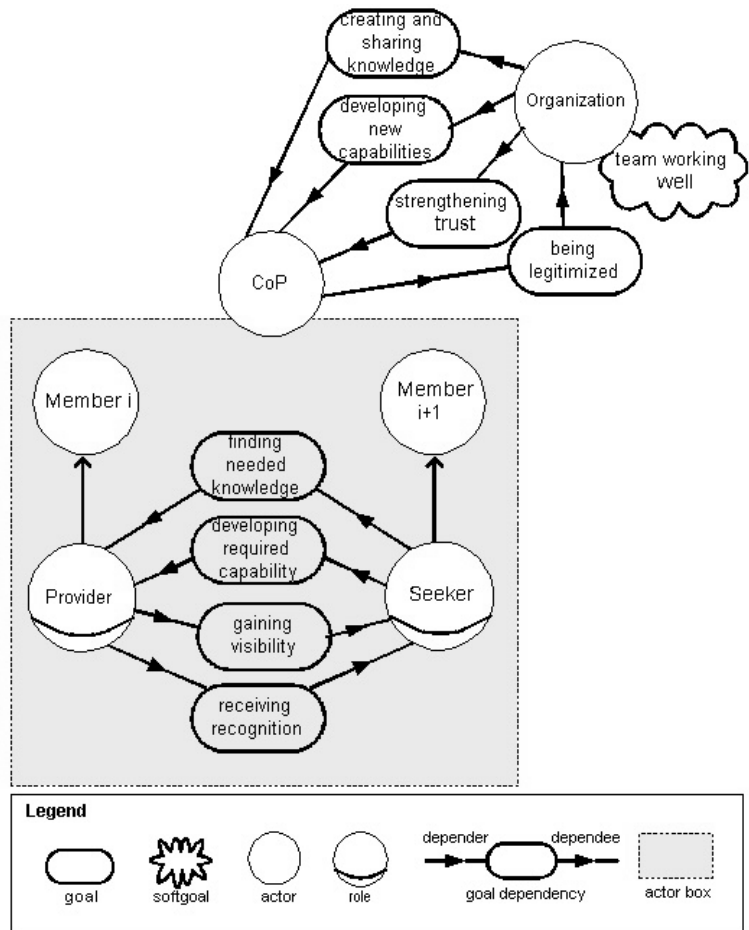 creating and
sharing
knowledge
Organization
developing
new
capabilities
team working
well
strengthening
trust
being
legitimized
CoP
Member i
Member
i+1
finding
needed
knowledge
developing
required
capability
Provider
Seeker
gaining
visibility
receiving
recognition
Legend
depender
dependee
goal
softgoal
actor
role
goal dependency
actor box